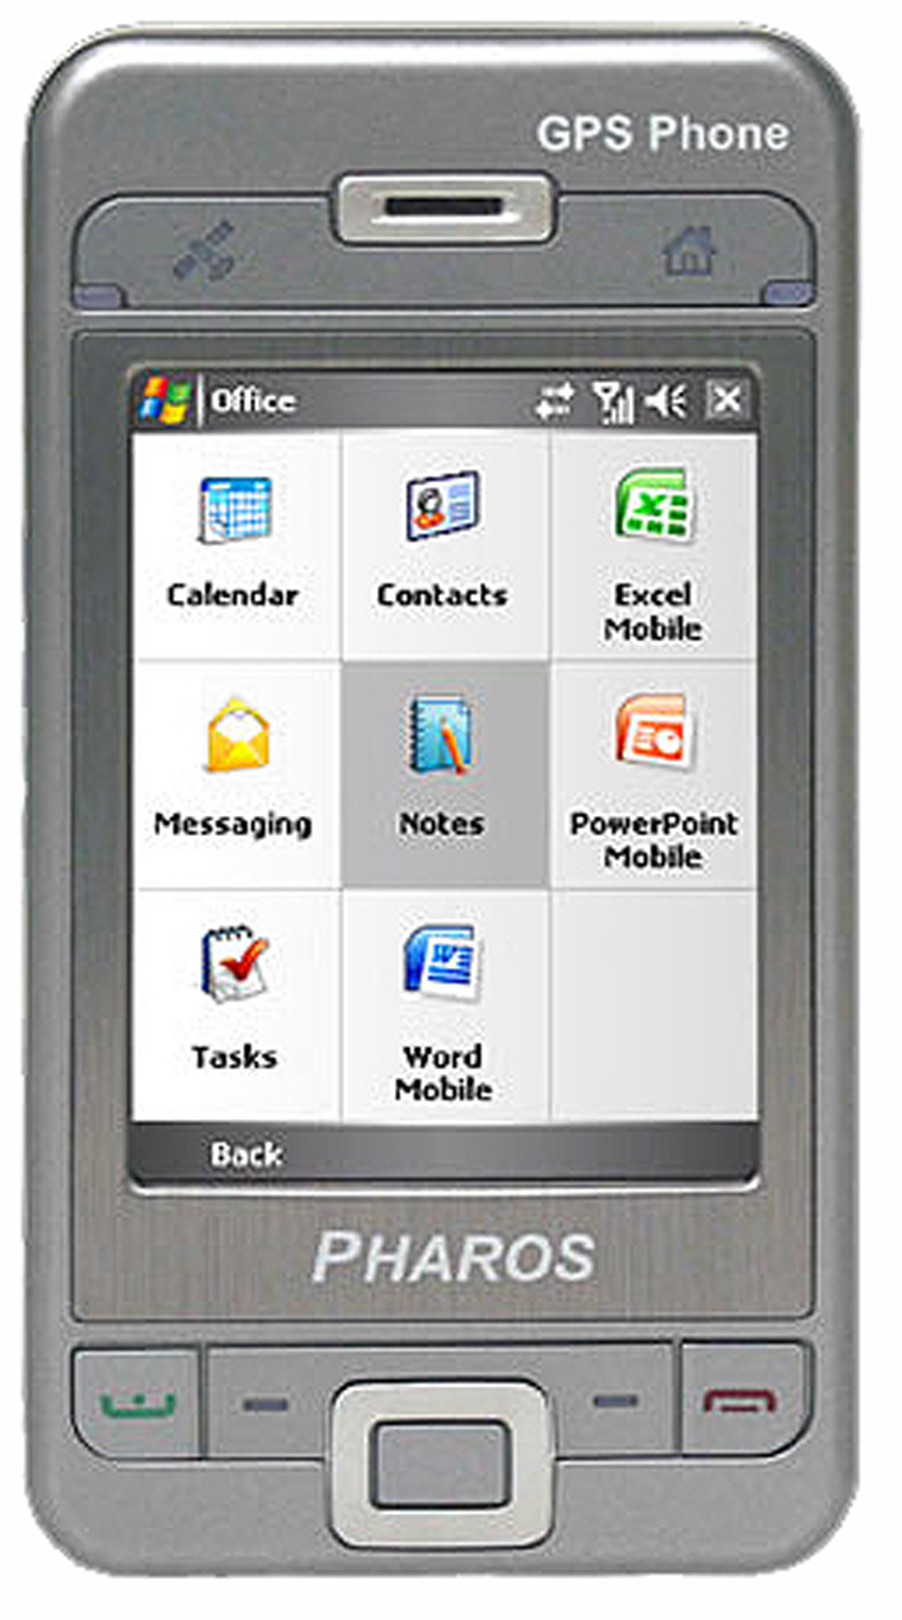 GPS Phone
Office
Calendar
Contacts
Excel
Mobile
Messaging
Notes
PowerPoint
Mobile
Tasks
Word
Mobile
Back
PHAROS